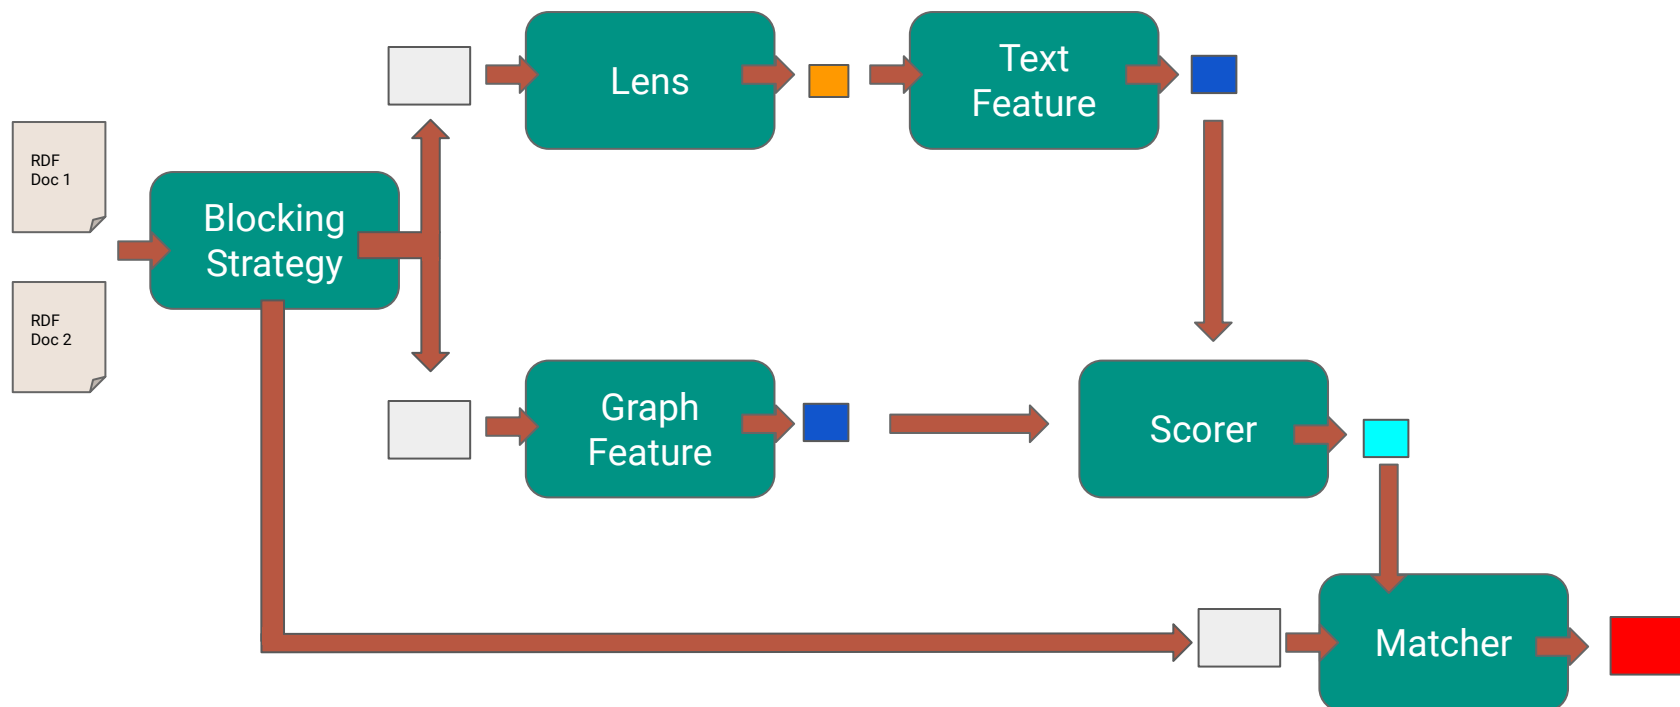 Lens
Text
Feature
RDF
Doc 1
Blocking
Strategy
RDF
Doc 2
Graph
Feature
Scorer
Matcher